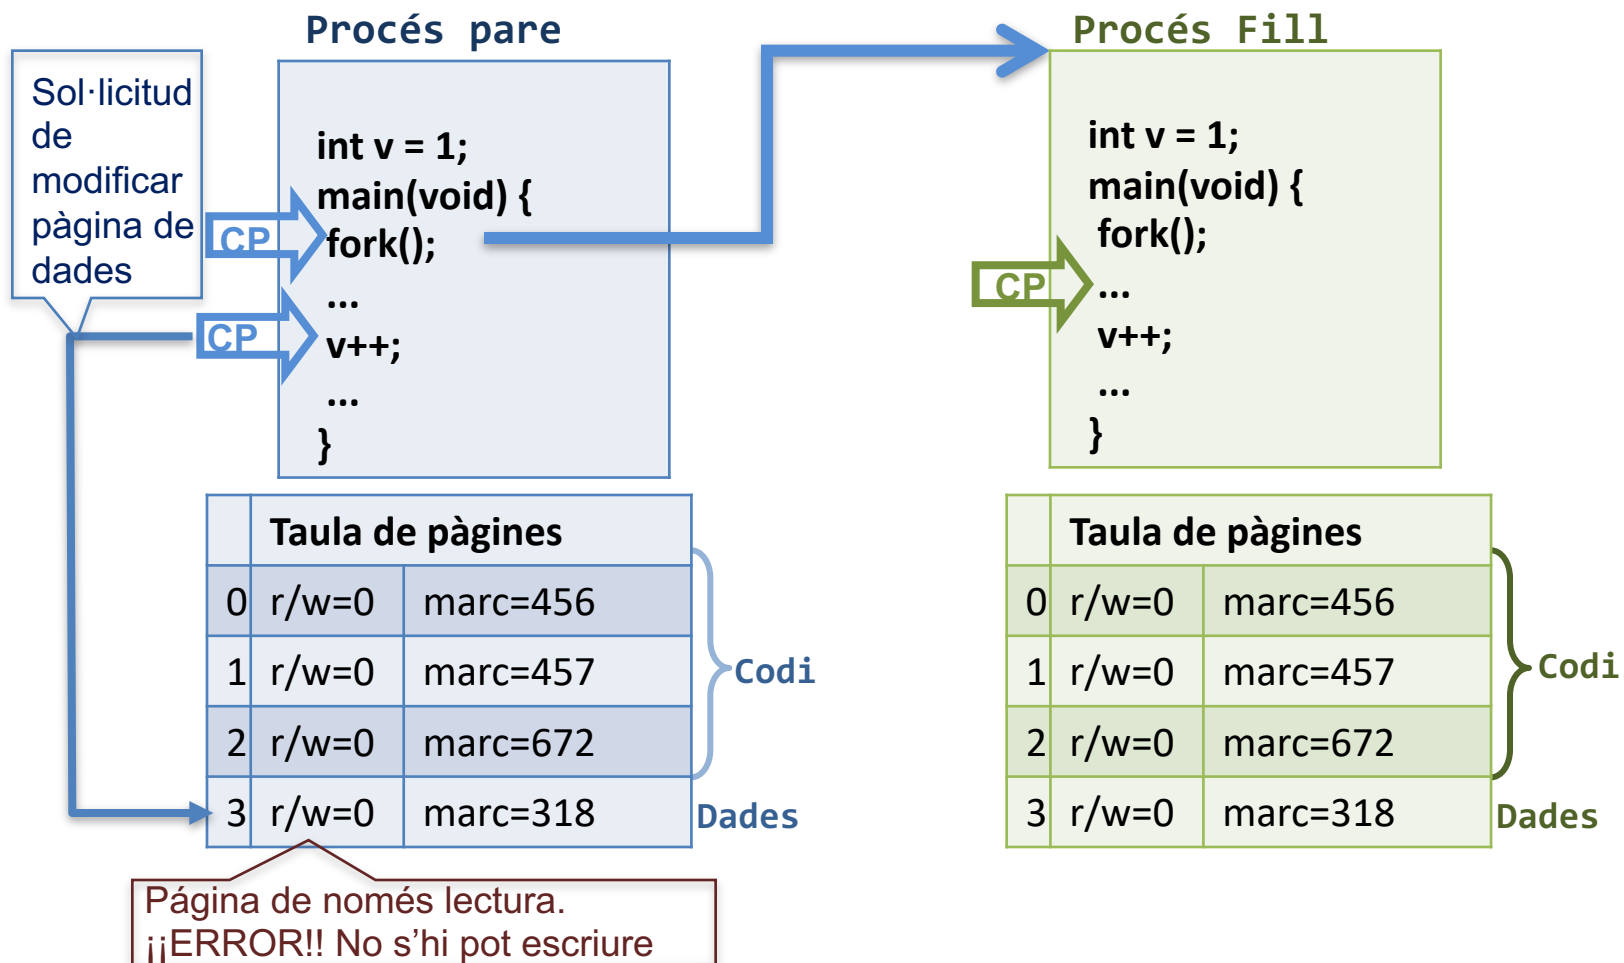 Procés pare
Sol·licitud
de
modificar
pàgina de
dades
int v = 1;
main(void) {
CP
fork();
...
CP
v++;
...
}
Taula de pàgines
0 r/w=0 marc=456
1 r/w=0 marc=457
2 r/w=0 marc=672
3 r/w=0 marc=318
Codi
Dades
Página de només lectura.
¡¡ERROR!! No s’hi pot escriure
Procés Fill
int v = 1;
main(void) {
fork();
CP
...
v++;
...
}
Taula de pàgines
0 r/w=0 marc=456
1 r/w=0 marc=457
2 r/w=0 marc=672
3 r/w=0 marc=318
Codi
Dades